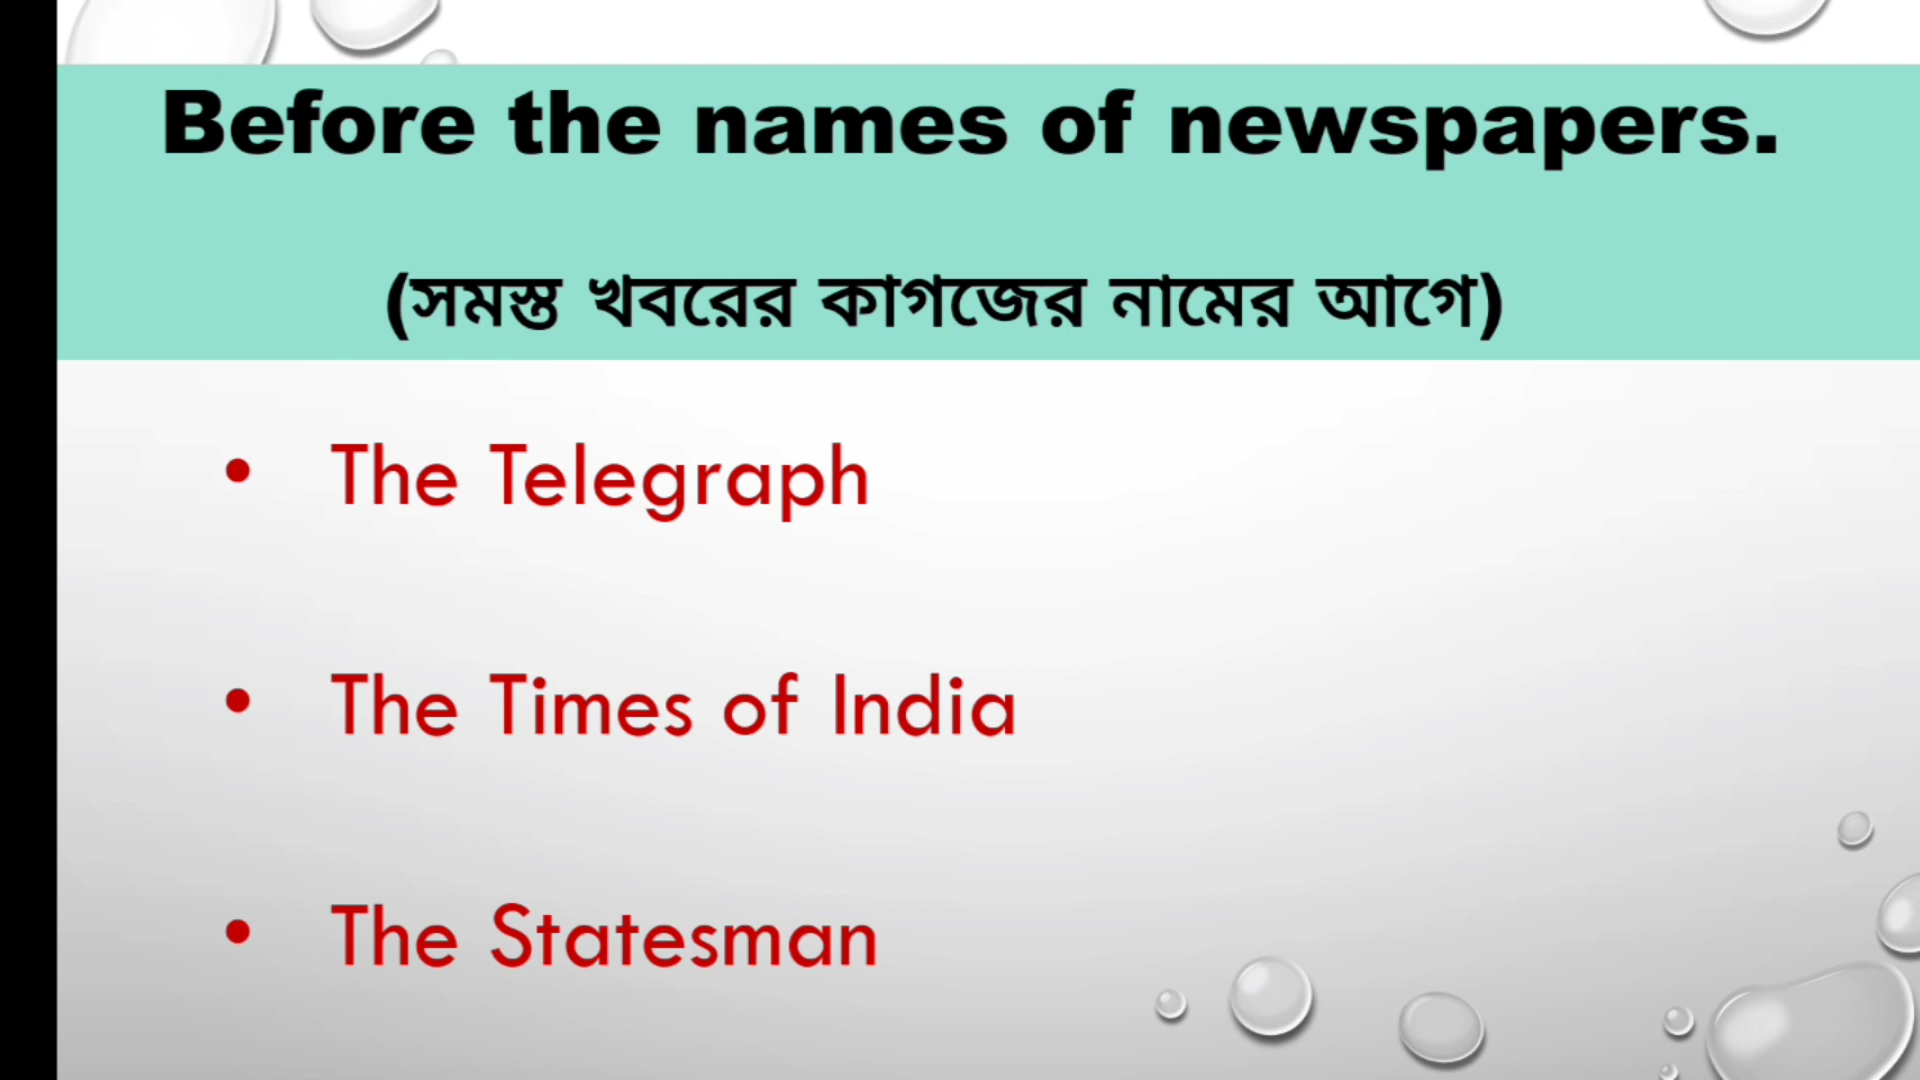 Before the names of newspapers.
(সমস্ত খবরের কাগজের নামের আগে)
• The Telegraph
• The Times of India
• The Statesman